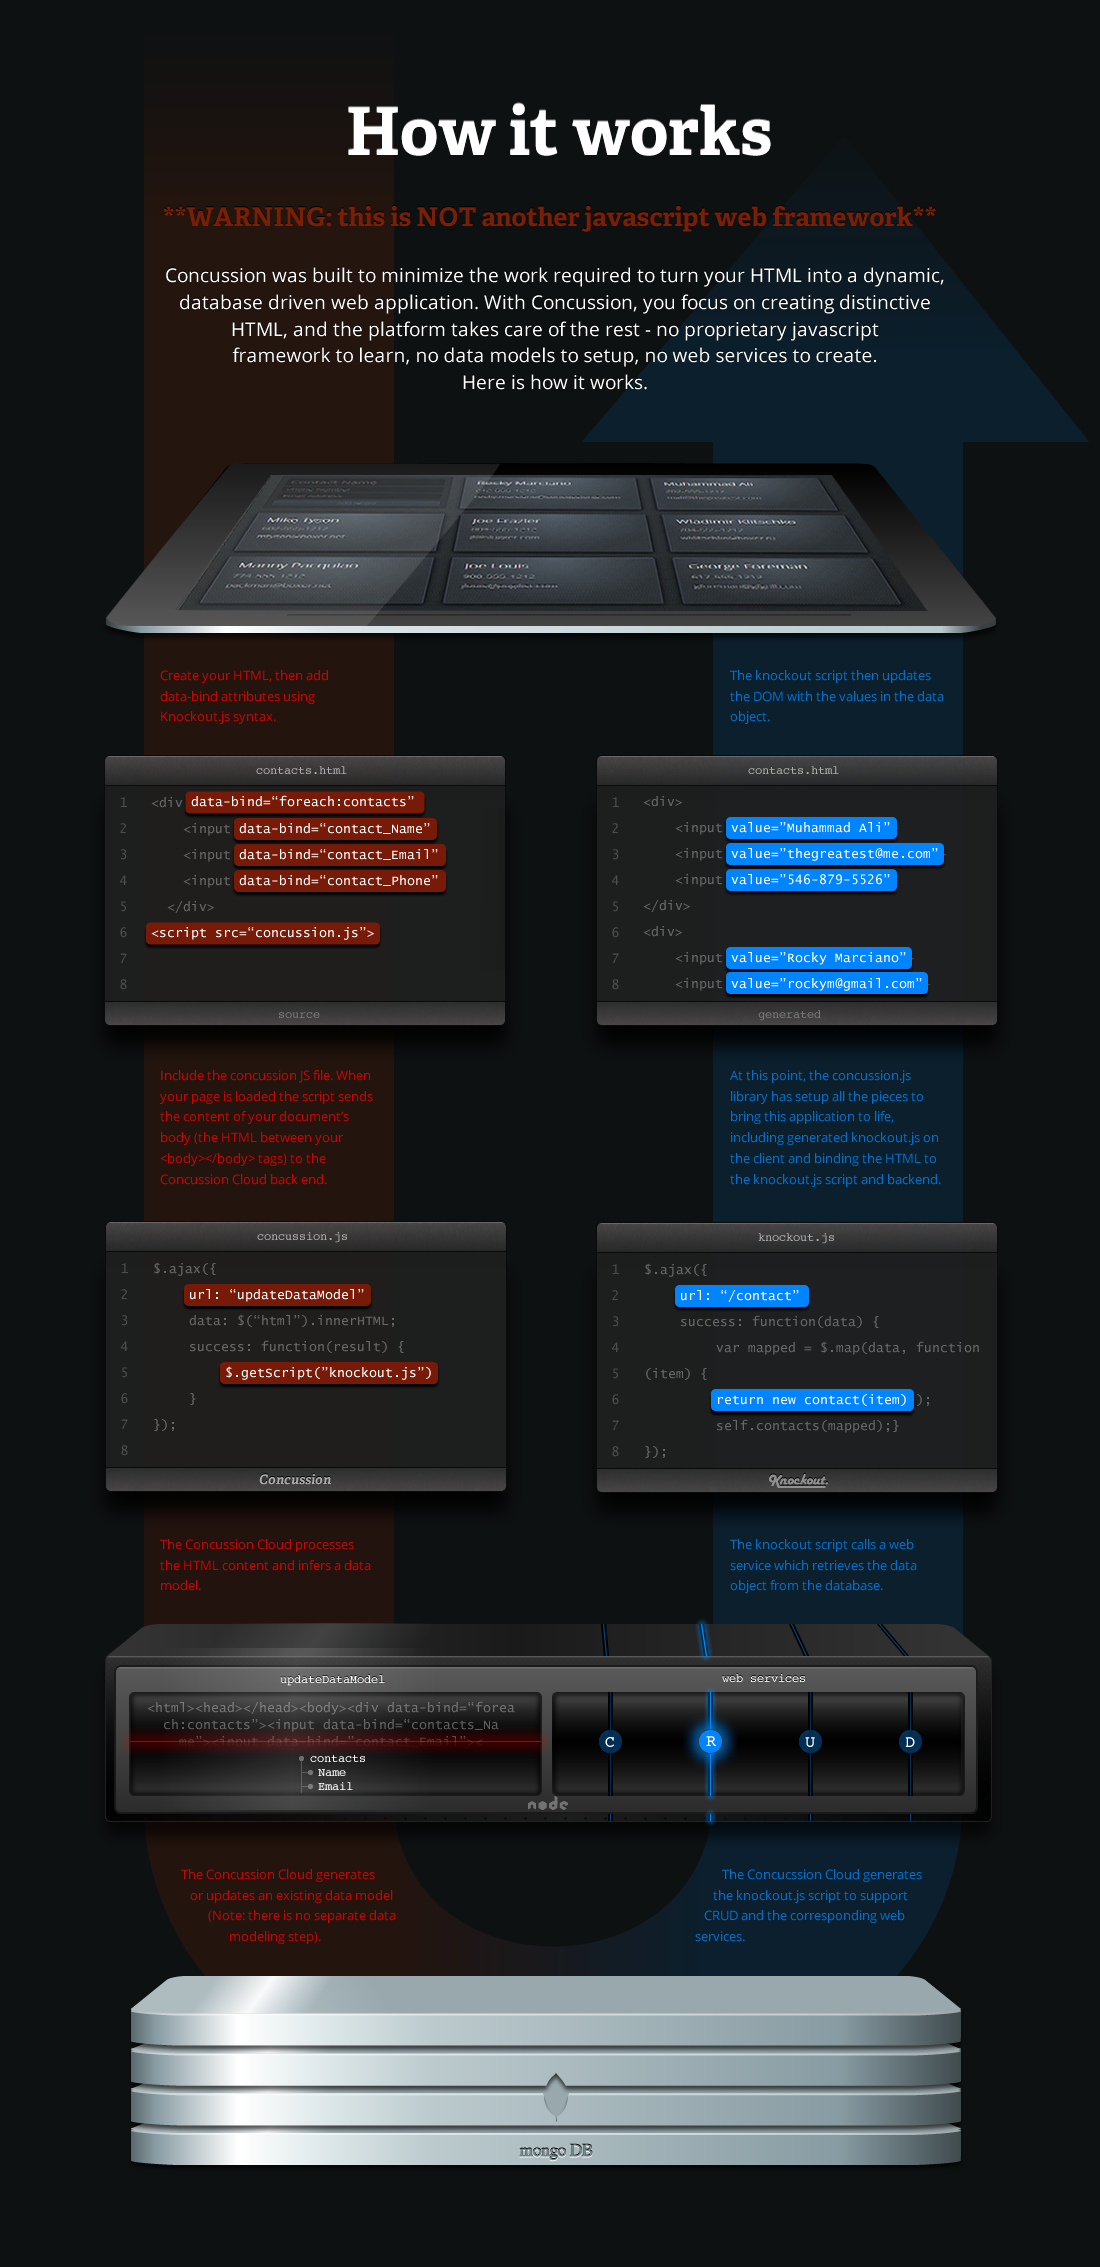 How it works
**WARNING: this is NOT another javascript web framework**
Concussion was built to minimize the work required to turn your HTML into a dynamic,
database driven web application. With Concussion, you focus on creating distinctive
HTML, and the platform takes care of the rest - no proprietary javascript
framework to learn, no data models to setup, no web services to create.
Here is how it works.
Contact Name
Rocky Marciano
Muhammad Ali
Mike Tyson
Joe Frazier
Wladimir Klitschko
Manny Pacquiao
774.555.1212
Joe Louis
900.555.1212
George Foreman
617.555.1212
Create your HTML, then add
data-bind attributes using
Knockout.js syntax.
The knockout script then updates
the DOM with the values in the data
object.
contacts.html
1 <div data-bind=“foreach:contacts”
2 <input data-bind=“contact_Name”
3 <input data-bind=“contact_Email”
4 <input data-bind=“contact_Phone”
5 </div>
6 <script src=“concussion.js”>
7
8
source
contacts.html
1 <div>
2 <input value=”Muhammad Ali”
3 <input value=”thegreatest@me.com”
4 <input value=”546-879-5526”
5 </div>
6 <div>
7 <input value=”Rocky Marciano”
8 <input value=”rockym@gmail.com”
generated
Include the concussion JS file. When
your page is loaded the script sends
the content of your document's
body (the HTML between your
<body></body> tags) to the
Concussion Cloud back end.
At this point, the concussion.js
library has setup all the pieces to
bring this application to life,
including generated knockout.js on
the client and binding the HTML to
the knockout.js script and backend.
concussion.js
1 $.ajax({
2 url: “updateDataModel”
3 data: $(“html”).innerHTML;
4 success: function(result) {
5 $.getScript(”knockout.js”)
6 }
7 });
8
Concussion
knockout.js
1 $.ajax({
2 url: “/contact”
3 success: function(data) {
4 var mapped = $.map(data, function
5 (item) {
6 return new contact(item) );
7 self.contacts(mapped);}
8 });
Knockout.
The Concussion Cloud processes
the HTML content and infers a data
model.
The knockout script calls a web
service which retrieves the data
object from the database.
updateDataModel
<html><head></head><body><div data-bind=“forea
ch:contacts”><input data-bind=“contacts_Na
me”><input data-bind=”contact_Email”><
contacts
Name
Email
web services
C R U D
node
The Concussion Cloud generates
or updates an existing data model
(Note: there is no separate data
modeling step).
The Concucssion Cloud generates
the knockout.js script to support
CRUD and the corresponding web
services.
mongo DB